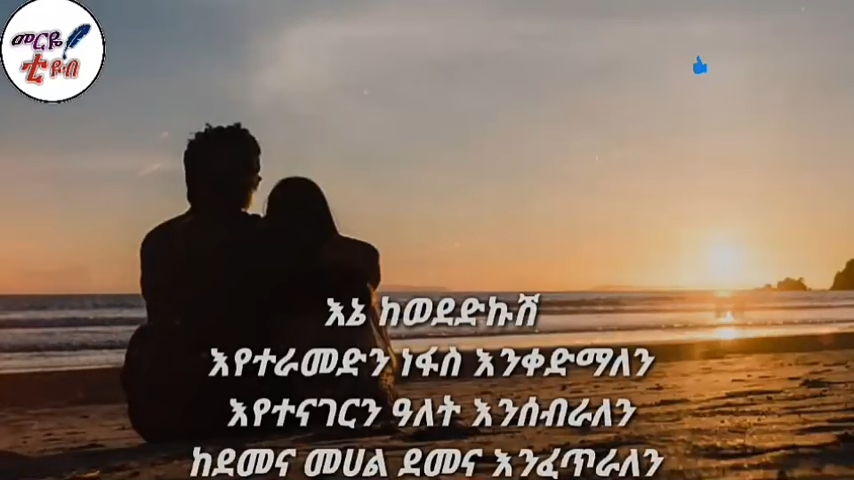 መርዬ
ቲዩብ
እኔ ከወደድኩሽ
እየተራመድን ነፋስ እንቀድማለን
እየተናገርን ዓለት እንሰብራለን
ከደመና መሀል ደመና እንፈጥራለን